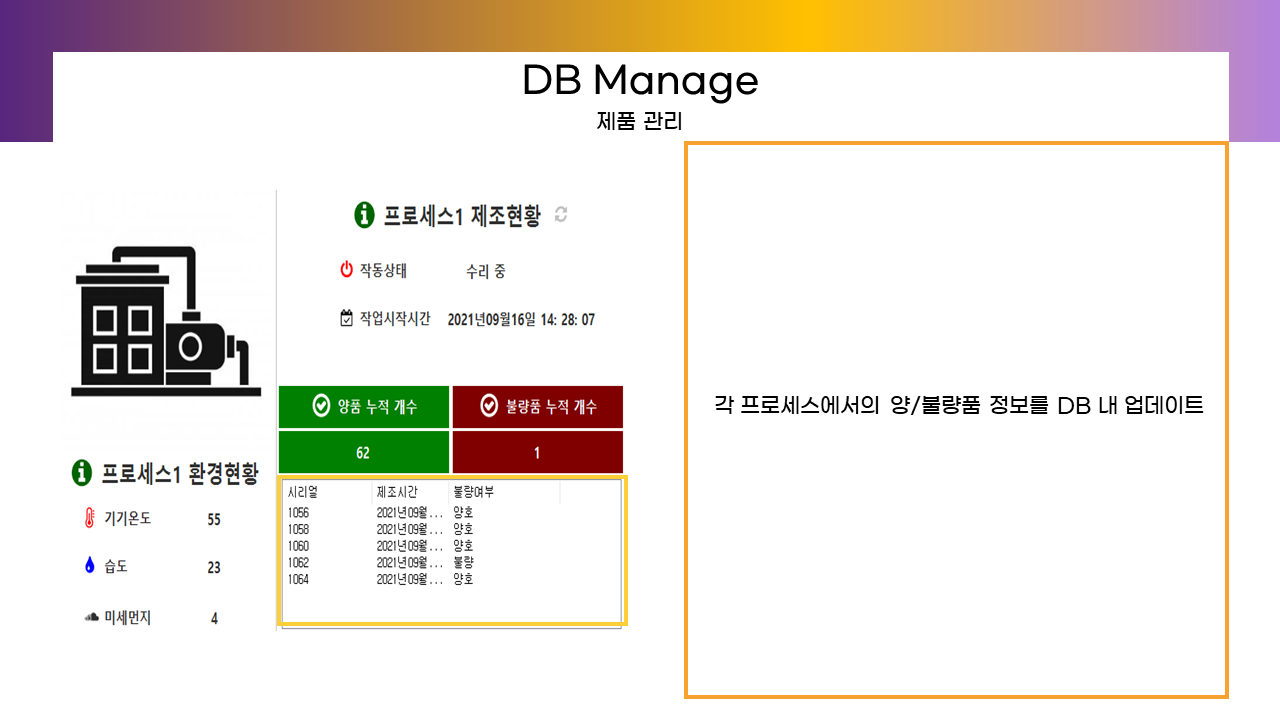 DB Manage
제품 관리
프로세스1 제조현황
작동상태 수리 중
작업시작시간 2021년09월16일 14: 28: 07
양품 누적 개수 불량품 누적 개수
62 1
프로세스1 환경현황
기기온도 55
습도 23
미세먼지 4
시리얼 제조시간 불량여부
1056 2021년09월... 양호
1058 2021년09월... 양호
1060 2021년09월... 양호
1062 2021년09월... 불량
1064 2021년09월... 양호
각 프로세스에서의 양/불량품 정보를 DB 내 업데이트